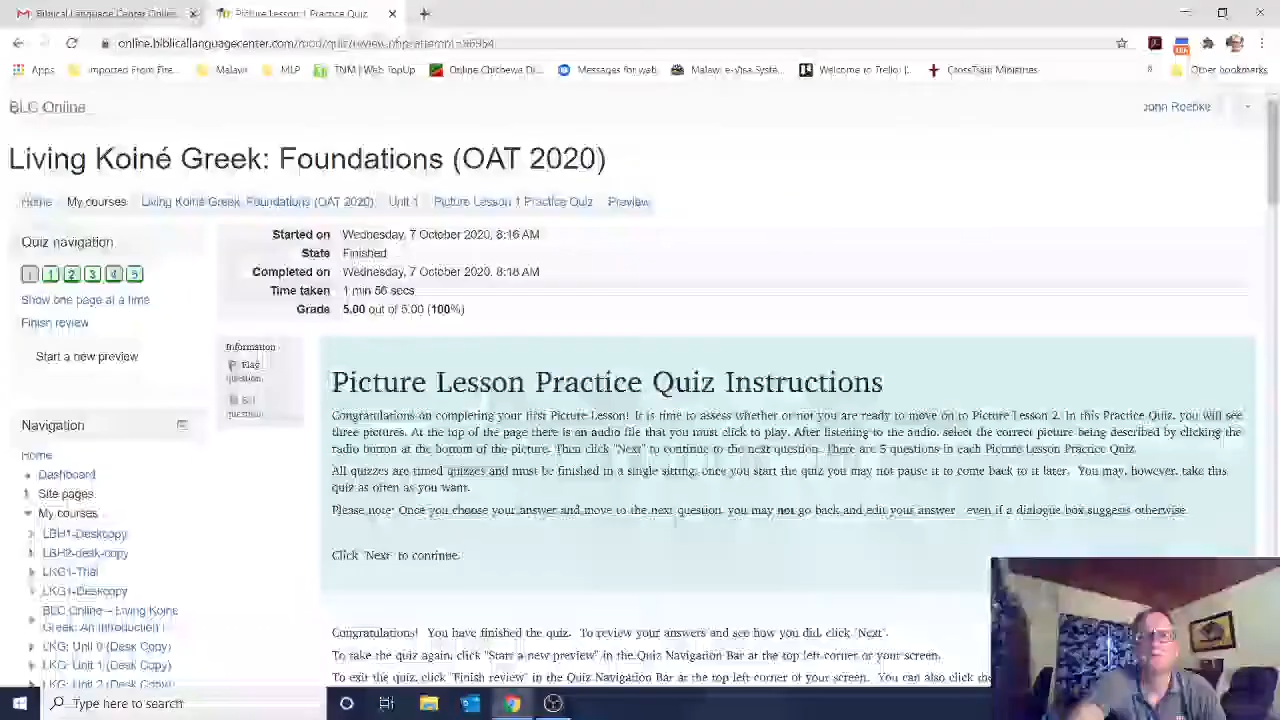 Biblical Language Center Online
Picture Lesson 1 Practice Quiz
Apps
Imported From Fire...
Malawi
MLP
TNM | Web TopUp
Online Chichewa Di...
Messages for web
Malawi e-Visa Syste...
Welcome to Trello! |...
CrossTrain Ministries
Other bookmarks
BLC Online
John Roebke
Living Koiné Greek: Foundations (OAT 2020)
Home My courses Living Koiné Greek: Foundations (OAT 2020) Unit 1 Picture Lesson 1 Practice Quiz Preview
Quiz navigation
i 1 2 3 4 5
Show one page at a time
Finish review
Start a new preview
Started on Wednesday, 7 October 2020, 8:16 AM
State Finished
Completed on Wednesday, 7 October 2020, 8:18 AM
Time taken 1 min 56 secs
Grade 5.00 out of 5.00 (100%)
Information
Flag
question
question
Picture Lesson Practice Quiz Instructions
Congratulations on completing your first Picture Lesson! It is time to assess whether or not you are ready to move on to Picture Lesson 2. In this Practice Quiz, you will see
three pictures. At the top of the page there is an audio file that you must click to play. After listening to the audio, select the correct picture being described by clicking the
radio button at the bottom of the picture. Then click "Next" to continue to the next question. There are 5 questions in each Picture Lesson Practice Quiz.
All quizzes are timed quizzes and must be finished in a single sitting, once you start the quiz you may not pause it to come back to it later. You may, however, take this
quiz as often as you want.
Please note: Once you choose your answer and move to the next question, you may not go back and edit your answer even if a dialogue box suggests otherwise.
Click "Next" to continue.
Congratulations! You have finished the quiz. To review your answers and see how you did, click "Next".
To take the quiz again, click "Start a new preview" in the Quiz Navigation Bar at the top left corner of your screen.
To exit the quiz, click "Finish review" in the Quiz Navigation Bar at the top left corner of your screen. You can also click the
Navigation
Home
Dashboard
Site pages
My courses
LBH1-Desktopy
LBH2-desk-copy
LKG1-Trial
LKG1-Deskcopy
BLC Online – Living Koine
Greek: An Introduction I
LKG: Unit 0 (Desk Copy)
LKG: Unit 1 (Desk Copy)
LKG: Unit 2 (Desk Copy)
Type here to search